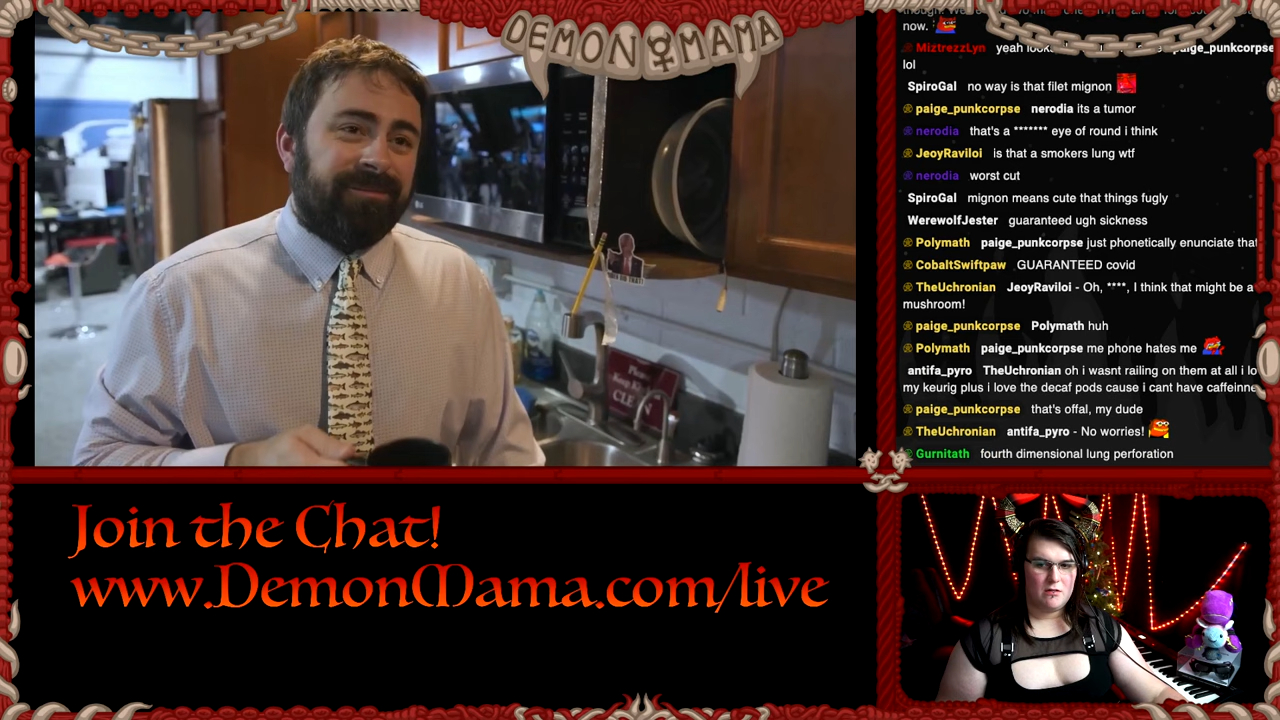 DEMON MAMA
now.
MiztrezzLyn yeah paige_punkcorpse
lol
SpiroGal no way is that filet mignon
paige_punkcorpse nerodia its a tumor
nerodia that's a ******* eye of round i think
JeoyRaviloi is that a smokers lung wtf
nerodia worst cut
SpiroGal mignon means cute that things fugly
WerewolfJester guaranteed ugh sickness
Polymath paige_punkcorpse just phonetically enunciate that
CobaltSwiftpaw GUARANTEED covid
TheUchronian JeoyRaviloi - Oh, ****, I think that might be a
mushroom!
paige_punkcorpse Polymath huh
Polymath paige_punkcorpse me phone hates me
antifa_pyro TheUchronian oh i wasnt railing on them at all i lo
my keurig plus i love the decaf pods cause i cant have caffeinne
paige_punkcorpse that's offal, my dude
TheUchronian antifa_pyro - No worries!
Gurnitath fourth dimensional lung perforation
LG
Please
Keep
CLEAN
Join the Chat!
www.DemonMama.com/live